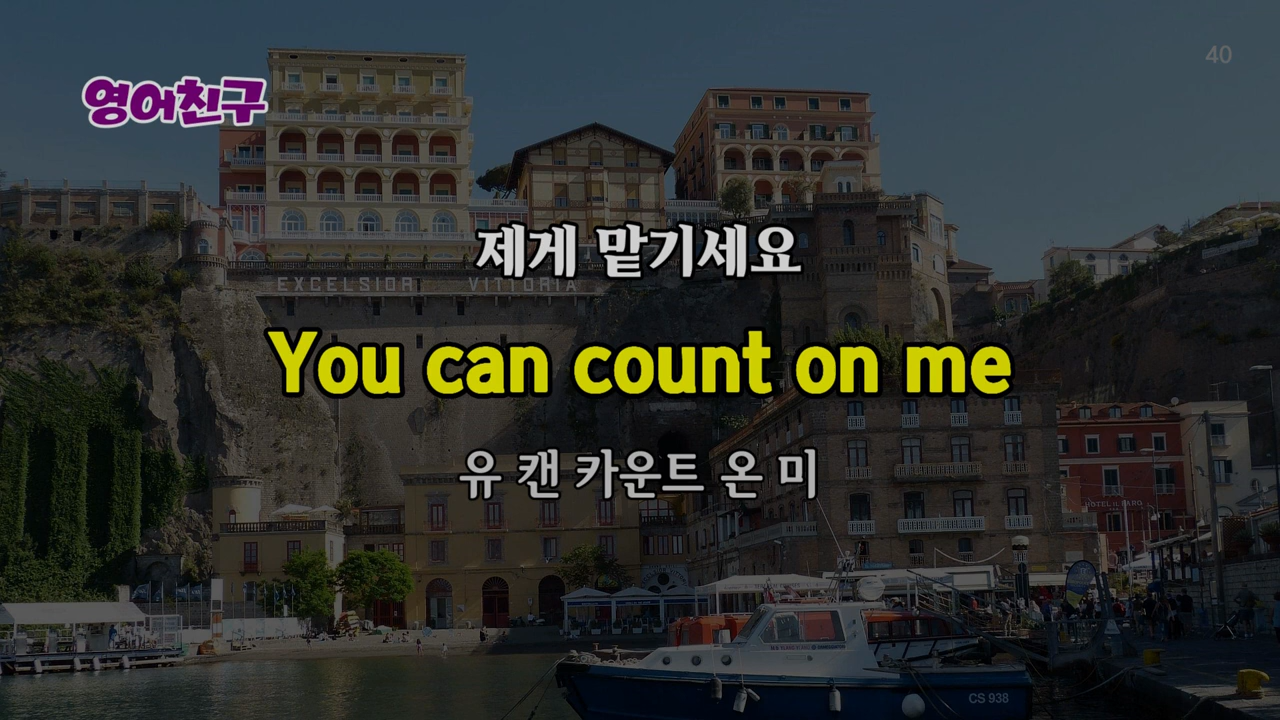 40
영어친구
제게 맡기세요
EXCELSIOR VITTORIA
You can count on me
유 캔 카운트 온 미
CS 938